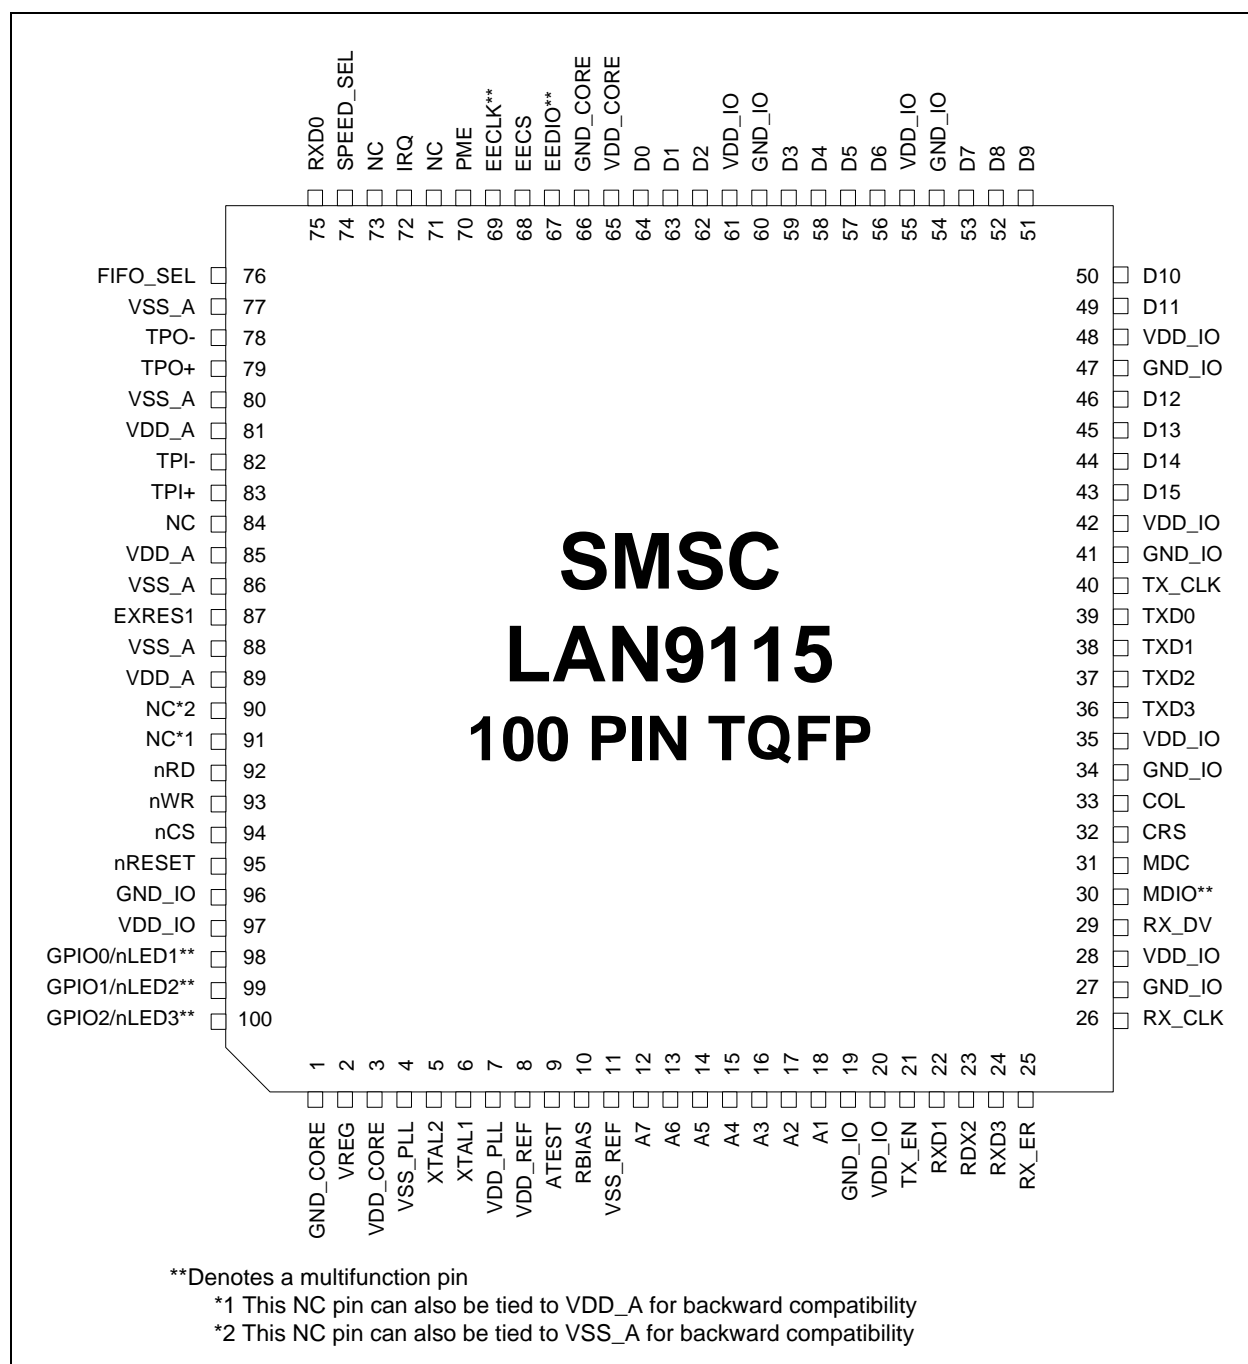 RXD0
SPEED_SEL
NC
IRQ
NC
PME
EECLK**
EECS
EEDIO**
GND_CORE
VDD_CORE
D0
D1
D2
VDD_IO
GND_IO
D3
D4
D5
D6
VDD_IO
GND_IO
D7
D8
D9
75
74
73
72
71
70
69
68
67
66
65
64
63
62
61
60
59
58
57
56
55
54
53
52
51
FIFO_SEL 76
VSS_A 77
TPO- 78
TPO+ 79
VSS_A 80
VDD_A 81
TPI- 82
TPI+ 83
NC 84
VDD_A 85
VSS_A 86
EXRES1 87
VSS_A 88
VDD_A 89
NC*2 90
NC*1 91
nRD 92
nWR 93
nCS 94
nRESET 95
GND_IO 96
VDD_IO 97
GPIO0/nLED1** 98
GPIO1/nLED2** 99
GPIO2/nLED3** 100
SMSC
LAN9115
100 PIN TQFP
50 D10
49 D11
48 VDD_IO
47 GND_IO
46 D12
45 D13
44 D14
43 D15
42 VDD_IO
41 GND_IO
40 TX_CLK
39 TXD0
38 TXD1
37 TXD2
36 TXD3
35 VDD_IO
34 GND_IO
33 COL
32 CRS
31 MDC
30 MDIO**
29 RX_DV
28 VDD_IO
27 GND_IO
26 RX_CLK
1
2
3
4
5
6
7
8
9
10
11
12
13
14
15
16
17
18
19
20
21
22
23
24
25
GND_CORE
VREG
VDD_CORE
VSS_PLL
XTAL2
XTAL1
VDD_PLL
VDD_REF
ATEST
RBIAS
VSS_REF
A7
A6
A5
A4
A3
A2
A1
GND_IO
VDD_IO
TX_EN
RXD1
RDX2
RXD3
RX_ER
**Denotes a multifunction pin
*1 This NC pin can also be tied to VDD_A for backward compatibility
*2 This NC pin can also be tied to VSS_A for backward compatibility